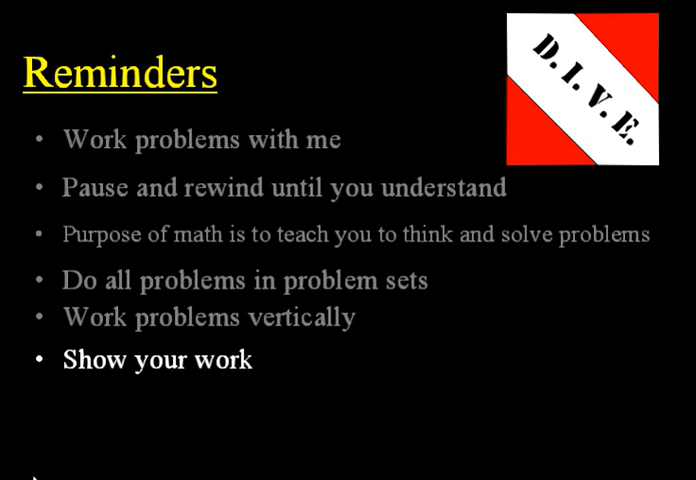 Reminders
D. I. V. E.
• Work problems with me
• Pause and rewind until you understand
• Purpose of math is to teach you to think and solve problems
• Do all problems in problem sets
• Work problems vertically
• Show your work